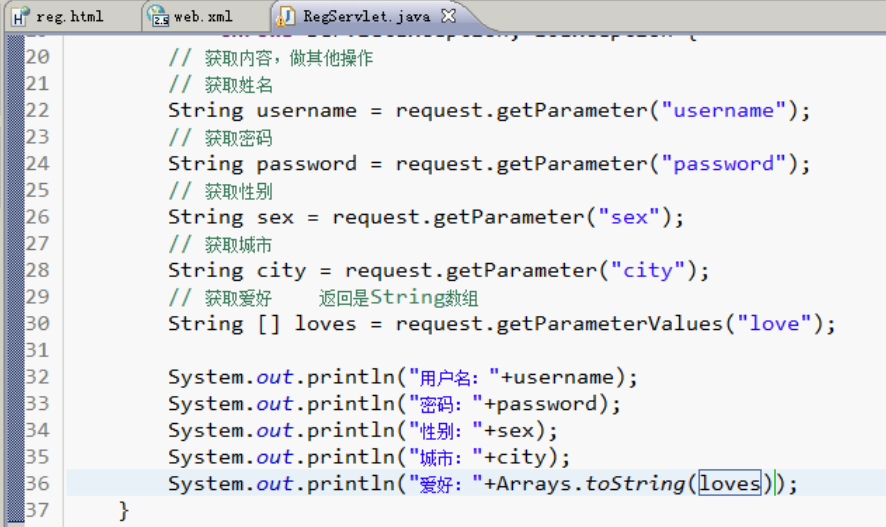 reg.html web.xml RegServlet.java
20 // 获取内容，做其他操作
21 // 获取姓名
22 String username = request.getParameter("username");
23 // 获取密码
24 String password = request.getParameter("password");
25 // 获取性别
26 String sex = request.getParameter("sex");
27 // 获取城市
28 String city = request.getParameter("city");
29 // 获取爱好 返回是String数组
30 String [] loves = request.getParameterValues("love");
31
32 System.out.println("用户名："+username);
33 System.out.println("密码："+password);
34 System.out.println("性别："+sex);
35 System.out.println("城市："+city);
36 System.out.println("爱好："+Arrays.toString(loves));
37 }